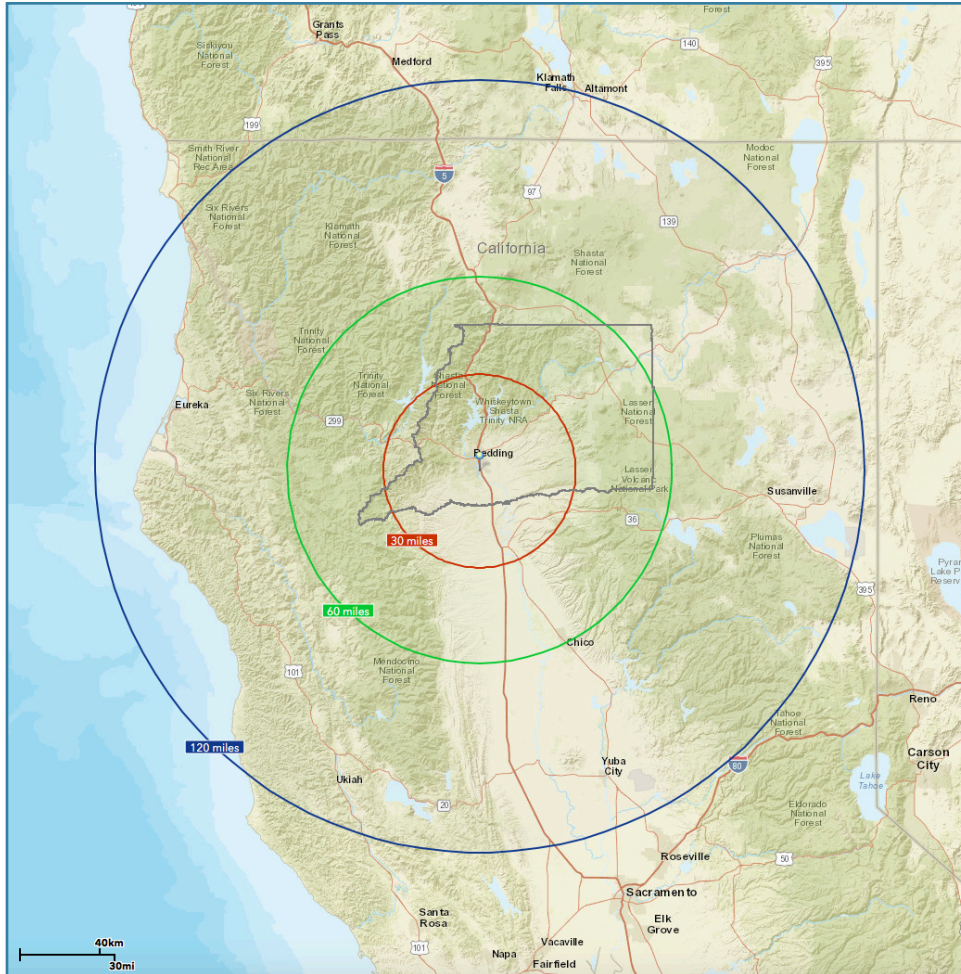 Grants
Pass
Forest
140
395
Siskiyou
National
Forest
Medford
Klamath
Falls
Altamont
199
Smith River
National
Rec Area
Modoc
National
Forest
5
97
Six Rivers
National
Forest
139
Klamath
National
Forest
California
Shasta
National
Forest
Trinity
National
Forest
Trinity
National
Forest
Shasta
National
Forest
Six Rivers
National
Forest
Eureka
299
Whiskeytown
Shasta
Trinity NRA
Lassen
National
Forest
Redding
Lassen
Volcanic
National Park
Susanville
36
30 miles
Plumas
National
Forest
395
60 miles
Chico
Mendocino
National
Forest
101
Reno
Tahoe
National
Forest
120 miles
Carson
City
Yuba
City
80
Lake
Tahoe
Ukiah
20
Eldorado
National
Forest
50
Roseville
Sacramento
Elk
Grove
Santa
Rosa
101
Vacaville
Napa
Fairfield
40km
30mi